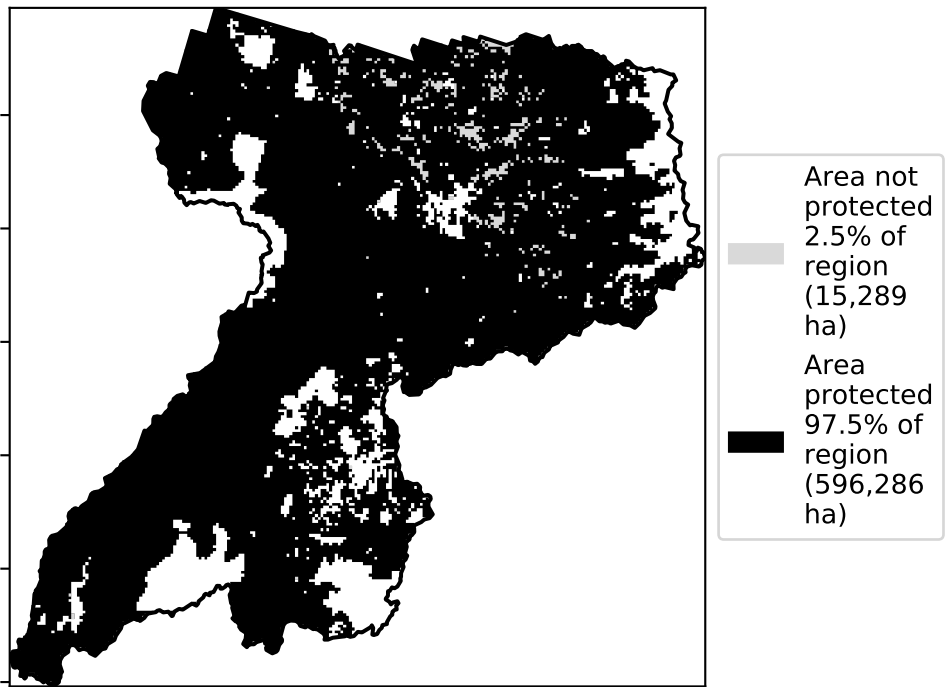 Area not
protected
2.5% of
region
(15,289
ha)
Area
protected
97.5% of
region
(596,286
ha)